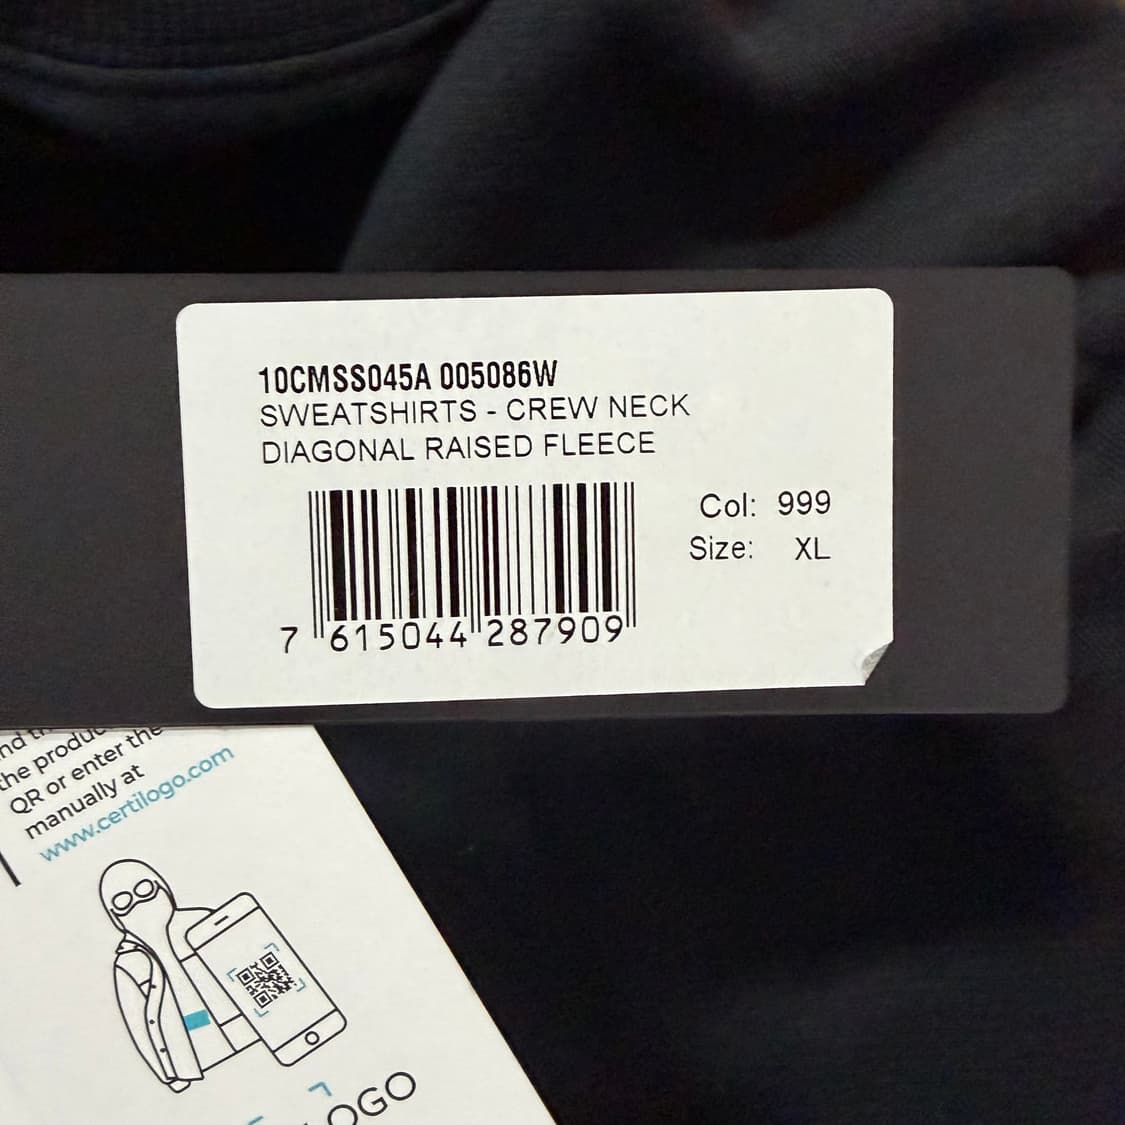 10CMSS045A 005086W
SWEATSHIRTS - CREW NECK
DIAGONAL RAISED FLEECE
Col: 999
Size: XL
7 615044 287909
the produc
QR or enter the
manually at
www.certilogo.com
LOGO